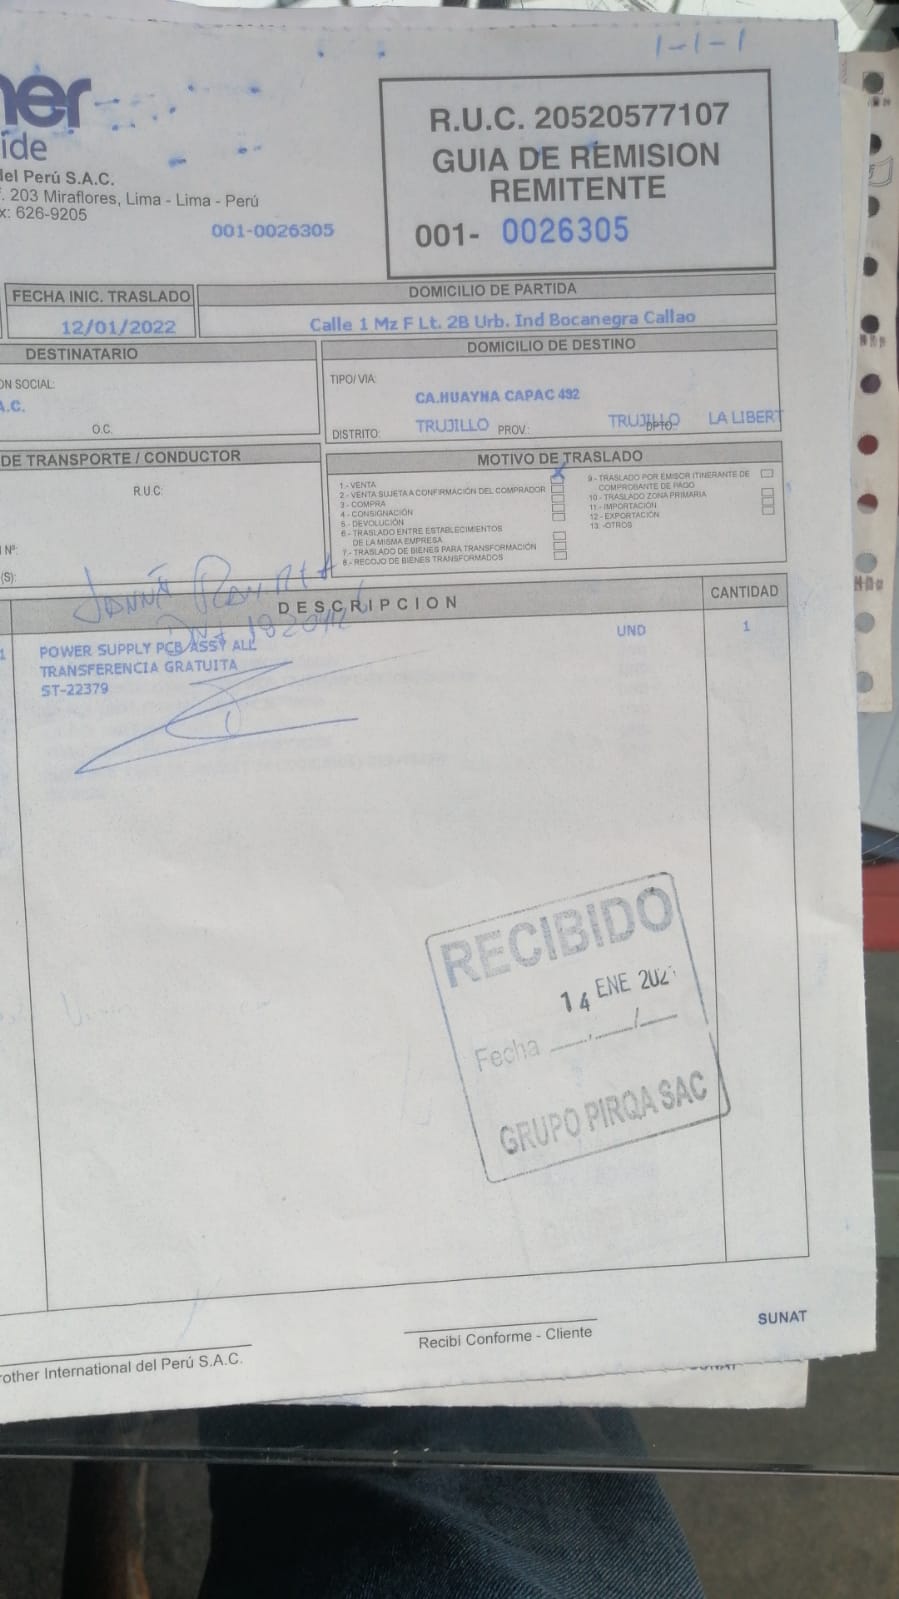 1-1-1
her
ide
del Perú S.A.C.
. 203 Miraflores, Lima - Lima - Perú
x: 626-9205
001-0026305
R.U.C. 20520577107
GUIA DE REMISION
REMITENTE
001- 0026305
FECHA INIC. TRASLADO
12/01/2022
DOMICILIO DE PARTIDA
Calle 1 Mz F Lt. 2B Urb. Ind Bocanegra Callao
DESTINATARIO
ON SOCIAL:
A.C.
O.C.
DOMICILIO DE DESTINO
TIPO/VIA:
CA.HUAYNA CAPAC 492
DISTRITO: TRUJILLO PROV.: TRUJILLO DPTO: LA LIBERT
DE TRANSPORTE / CONDUCTOR
R.U.C:
Nº:
(S):
MOTIVO DE TRASLADO
X
1.- VENTA
2.- VENTA SUJETA A CONFIRMACIÓN DEL COMPRADOR
3.- COMPRA
4.- CONSIGNACIÓN
5.- DEVOLUCIÓN
6.- TRASLADO ENTRE ESTABLECIMIENTOS
DE LA MISMA EMPRESA
7.- TRASLADO DE BIENES PARA TRANSFORMACIÓN
8.- RECOJO DE BIENES TRANSFORMADOS
9.- TRASLADO POR EMISOR ITINERANTE DE
COMPROBANTE DE PAGO
10.- TRASLADO ZONA PRIMARIA
11.- IMPORTACIÓN
12.- EXPORTACIÓN
13.-OTROS
DESCRIPCION
CANTIDAD
1 POWER SUPPLY PCB ASSY ALL UND 1
TRANSFERENCIA GRATUITA
ST-22379
RECIBIDO
14 ENE 202
Fecha
GRUPO PIRQA SAC
rother International del Perú S.A.C.
Recibi Conforme - Cliente
SUNAT
SUNAT